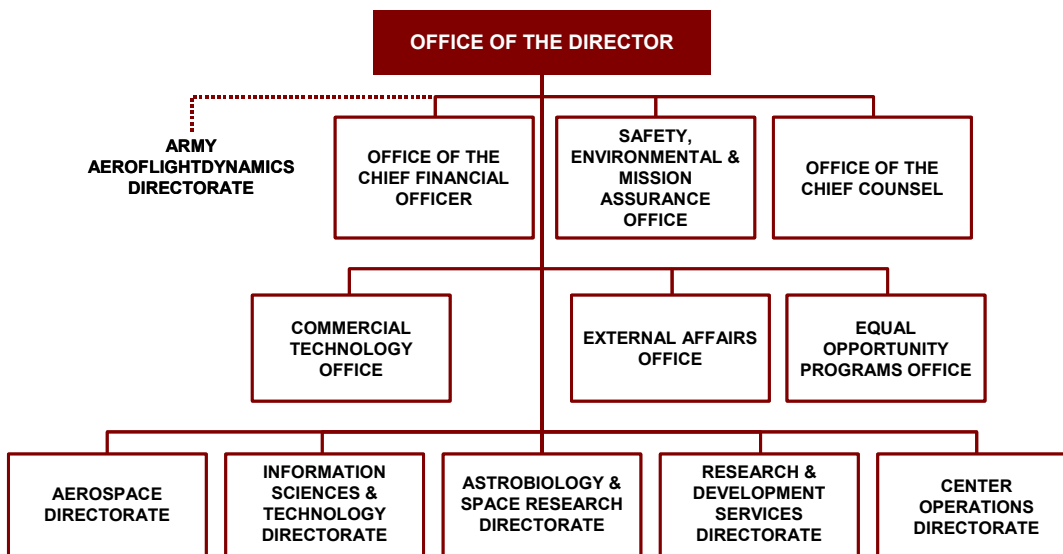 OFFICE OF THE DIRECTOR
ARMY
AEROFLIGHTDYNAMICS
DIRECTORATE
OFFICE OF THE
CHIEF FINANCIAL
OFFICER
SAFETY,
ENVIRONMENTAL &
MISSION
ASSURANCE
OFFICE
OFFICE OF THE
CHIEF COUNSEL
COMMERCIAL
TECHNOLOGY
OFFICE
EXTERNAL AFFAIRS
OFFICE
EQUAL
OPPORTUNITY
PROGRAMS OFFICE
AEROSPACE
DIRECTORATE
INFORMATION
SCIENCES &
TECHNOLOGY
DIRECTORATE
ASTROBIOLOGY &
SPACE RESEARCH
DIRECTORATE
RESEARCH &
DEVELOPMENT
SERVICES
DIRECTORATE
CENTER
OPERATIONS
DIRECTORATE